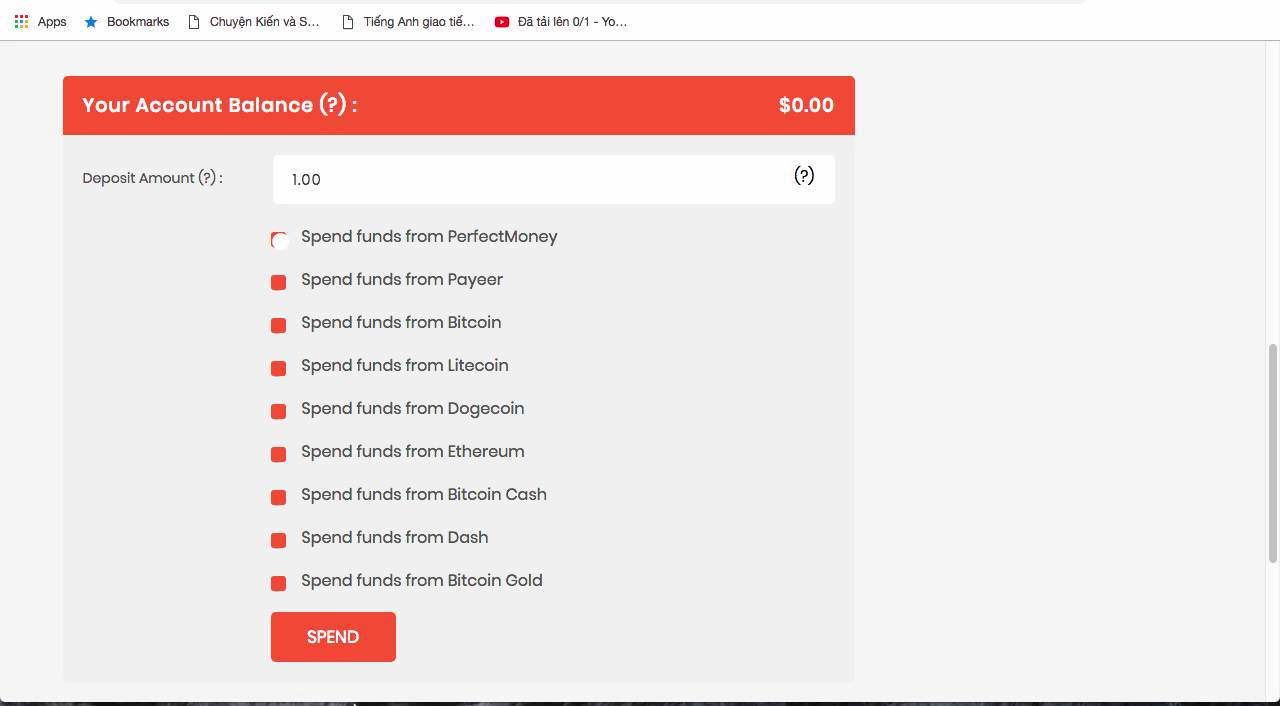 Apps Bookmarks Chuyện Kiến và S... Tiếng Anh giao tiế... Đã tải lên 0/1 - Yo...
Your Account Balance (?) : $0.00
Deposit Amount (?) : 1.00 (?)
Spend funds from PerfectMoney
Spend funds from Payeer
Spend funds from Bitcoin
Spend funds from Litecoin
Spend funds from Dogecoin
Spend funds from Ethereum
Spend funds from Bitcoin Cash
Spend funds from Dash
Spend funds from Bitcoin Gold
SPEND